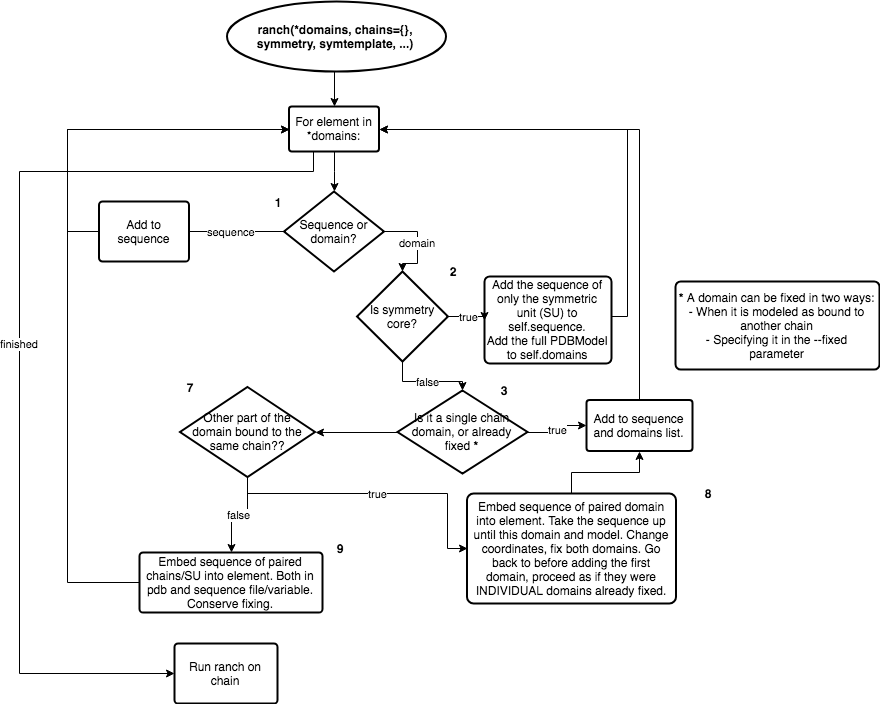 ranch(*domains, chains={},
symmetry, symtemplate, ...)
For element in
*domains:
1
Add to
sequence
sequence
Sequence or
domain?
domain
2
Is symmetry
core?
true
Add the sequence of
only the symmetric
unit (SU) to
self.sequence.
Add the full PDBModel
to self.domains
* A domain can be fixed in two ways:
- When it is modeled as bound to
another chain
- Specifying it in the --fixed
parameter
finished
false
3
7
Other part of the
domain bound to the
same chain??
Is it a single chain
domain, or already
fixed *
true
Add to sequence
and domains list.
true
8
false
Embed sequence of paired domain
into element. Take the sequence up
until this domain and model. Change
coordinates, fix both domains. Go
back to before adding the first
domain, proceed as if they were
INDIVIDUAL domains already fixed.
9
Embed sequence of paired
chains/SU into element. Both in
pdb and sequence file/variable.
Conserve fixing.
Run ranch on
chain